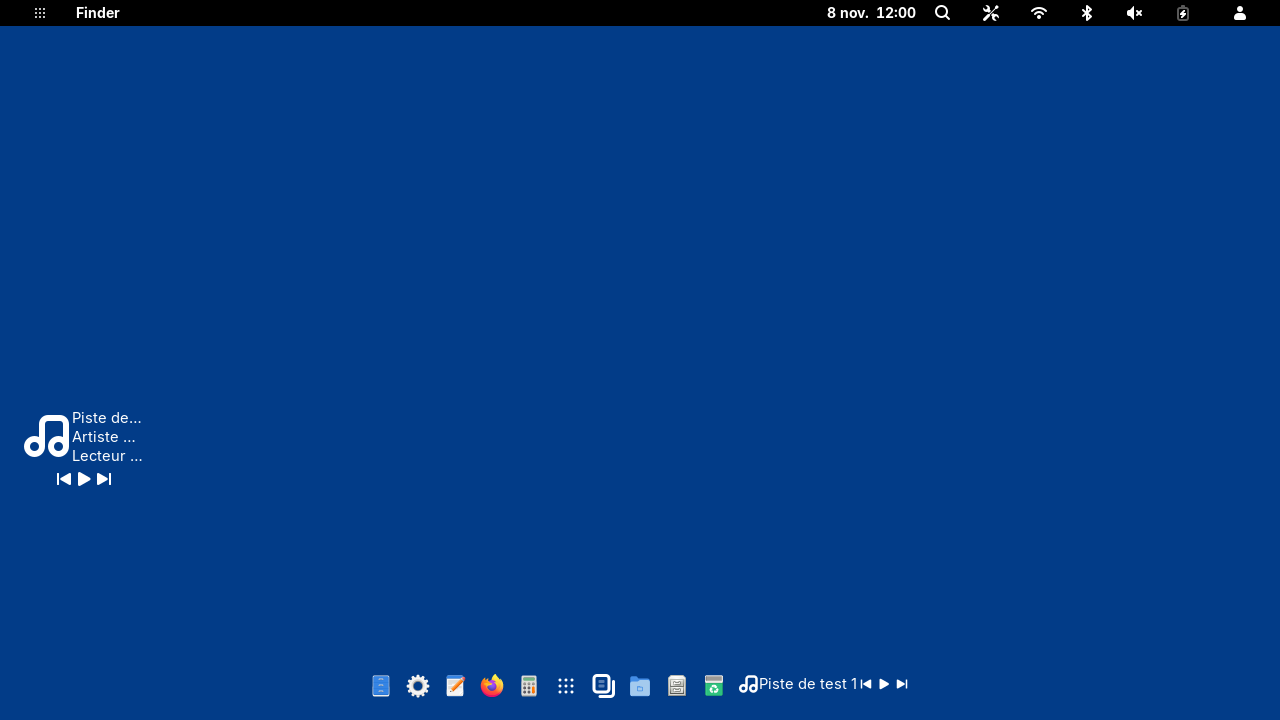 Finder
8 nov. 12:00
Piste de…
Artiste …
Lecteur …
Piste de test 1